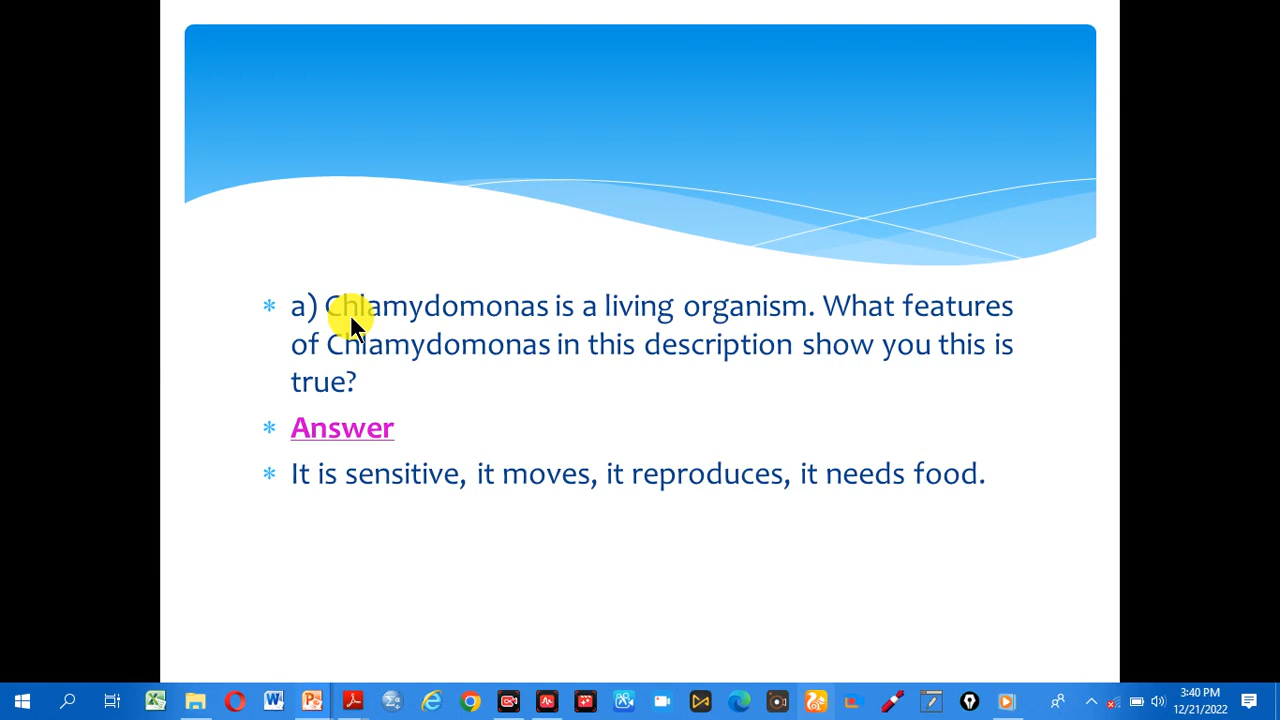 * a) Chlamydomonas is a living organism. What features
of Chlamydomonas in this description show you this is
true?
* Answer
* It is sensitive, it moves, it reproduces, it needs food.
3:40 PM
12/21/2022